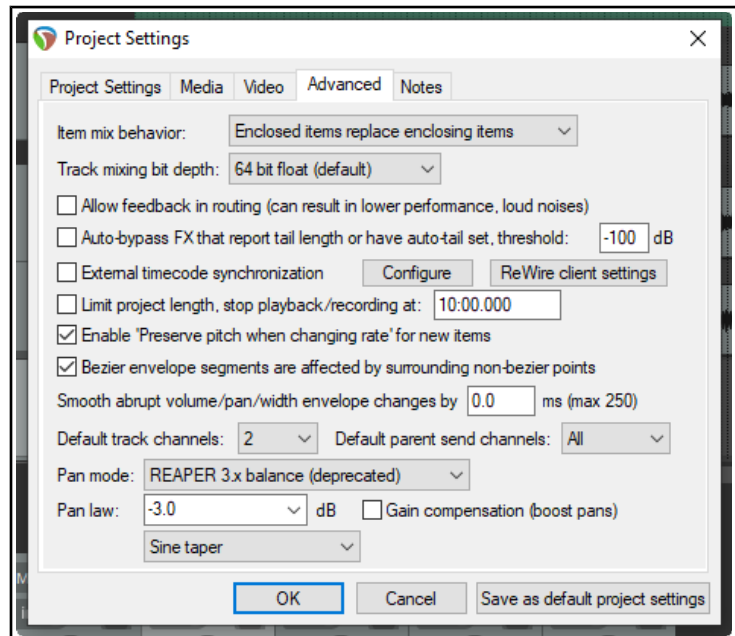 Project Settings
Project Settings Media Video Advanced Notes
Item mix behavior: Enclosed items replace enclosing items
Track mixing bit depth: 64 bit float (default)
Allow feedback in routing (can result in lower performance, loud noises)
Auto-bypass FX that report tail length or have auto-tail set, threshold: -100 dB
External timecode synchronization Configure ReWire client settings
Limit project length, stop playback/recording at: 10:00.000
Enable 'Preserve pitch when changing rate' for new items
Bezier envelope segments are affected by surrounding non-bezier points
Smooth abrupt volume/pan/width envelope changes by 0.0 ms (max 250)
Default track channels: 2 Default parent send channels: All
Pan mode: REAPER 3.x balance (deprecated)
Pan law: -3.0 dB Gain compensation (boost pans)
Sine taper
OK Cancel Save as default project settings